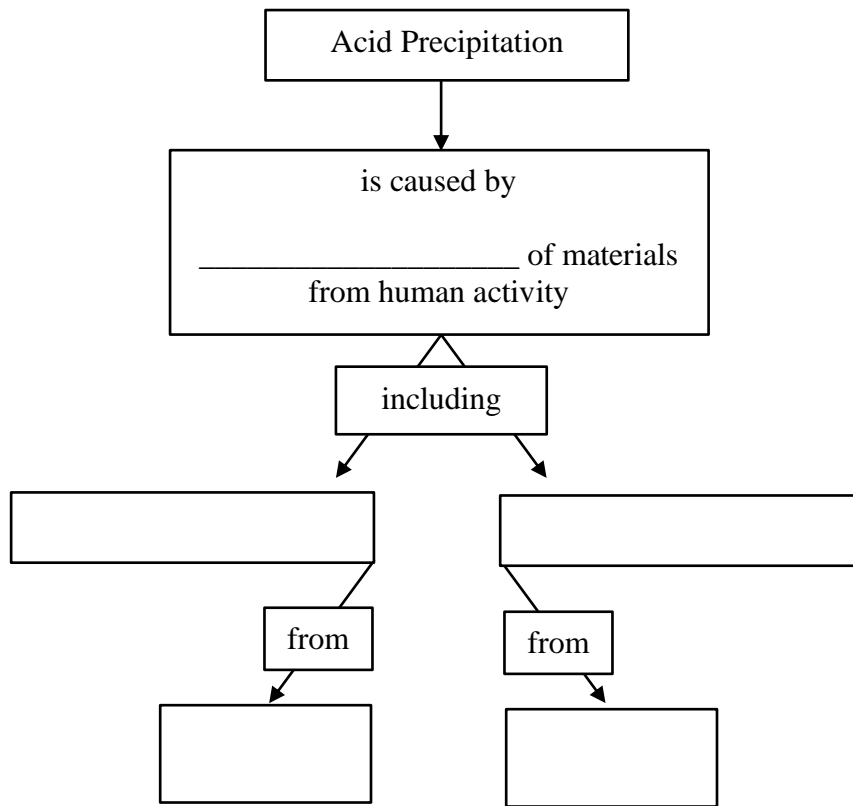 Acid Precipitation
is caused by
____________________ of materials
from human activity
including
from
from